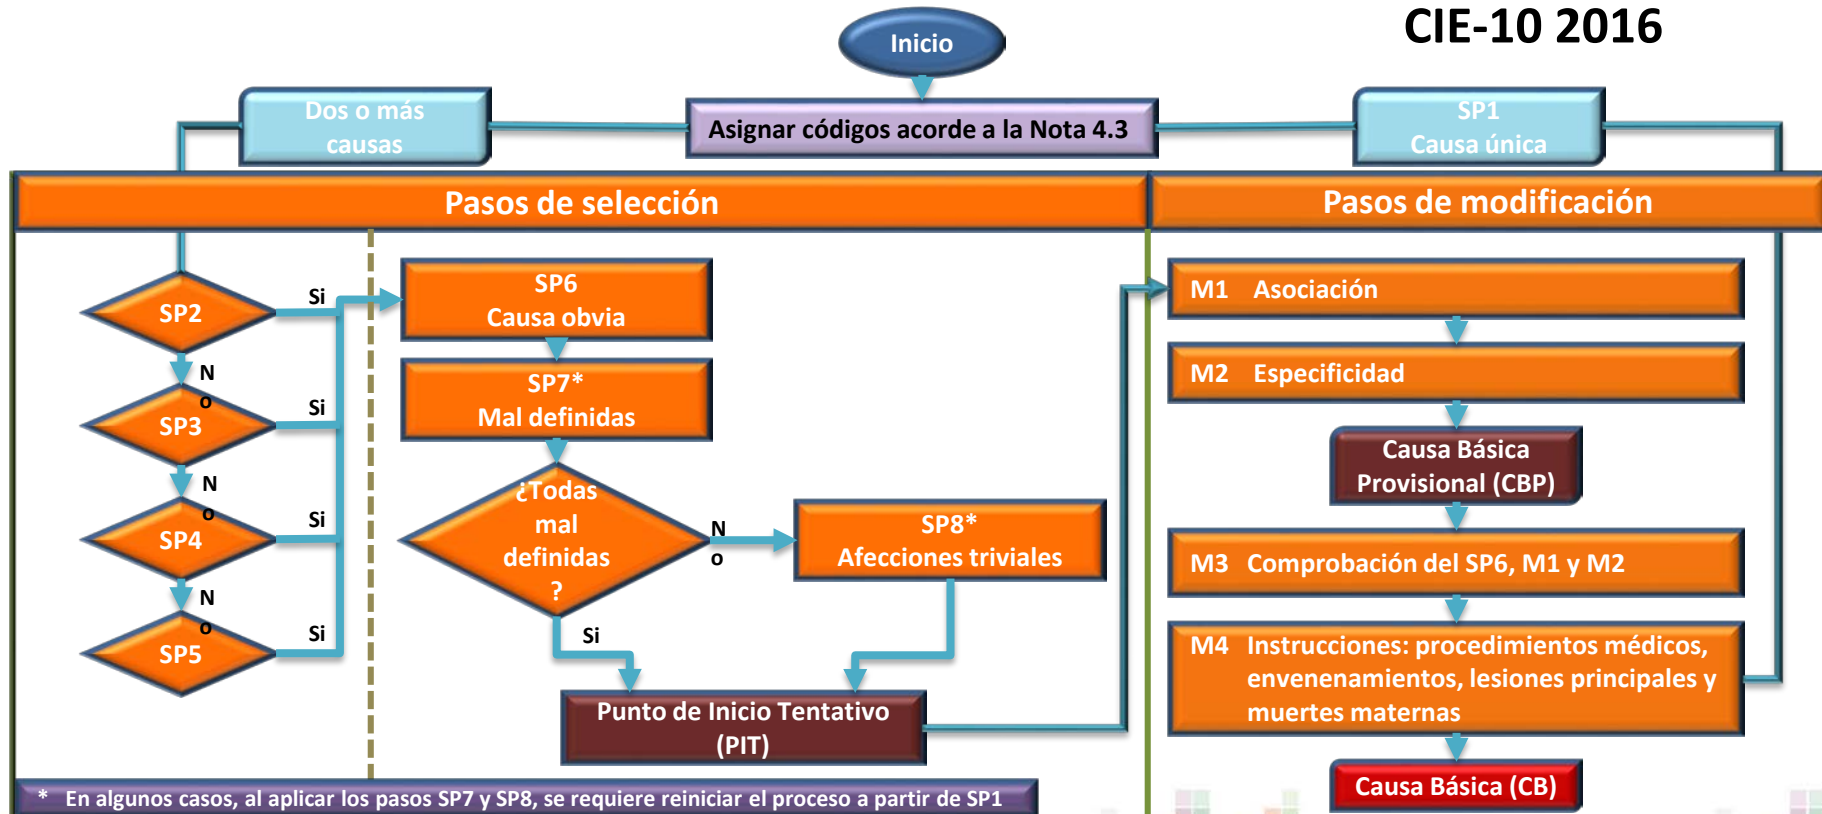 CIE-10 2016
Inicio
Dos o más
causas
Asignar códigos acorde a la Nota 4.3
SP1
Causa única
Pasos de selección
Pasos de modificación
SP2
Si
N
o
SP3
Si
N
o
SP4
Si
N
o
SP5
Si
SP6
Causa obvia
SP7*
Mal definidas
¿Todas
mal
definidas
?
N
o
Si
SP8*
Afecciones triviales
Punto de Inicio Tentativo
(PIT)
M1 Asociación
M2 Especificidad
Causa Básica
Provisional (CBP)
M3 Comprobación del SP6, M1 y M2
M4 Instrucciones: procedimientos médicos,
envenenamientos, lesiones principales y
muertes maternas
Causa Básica (CB)
* En algunos casos, al aplicar los pasos SP7 y SP8, se requiere reiniciar el proceso a partir de SP1